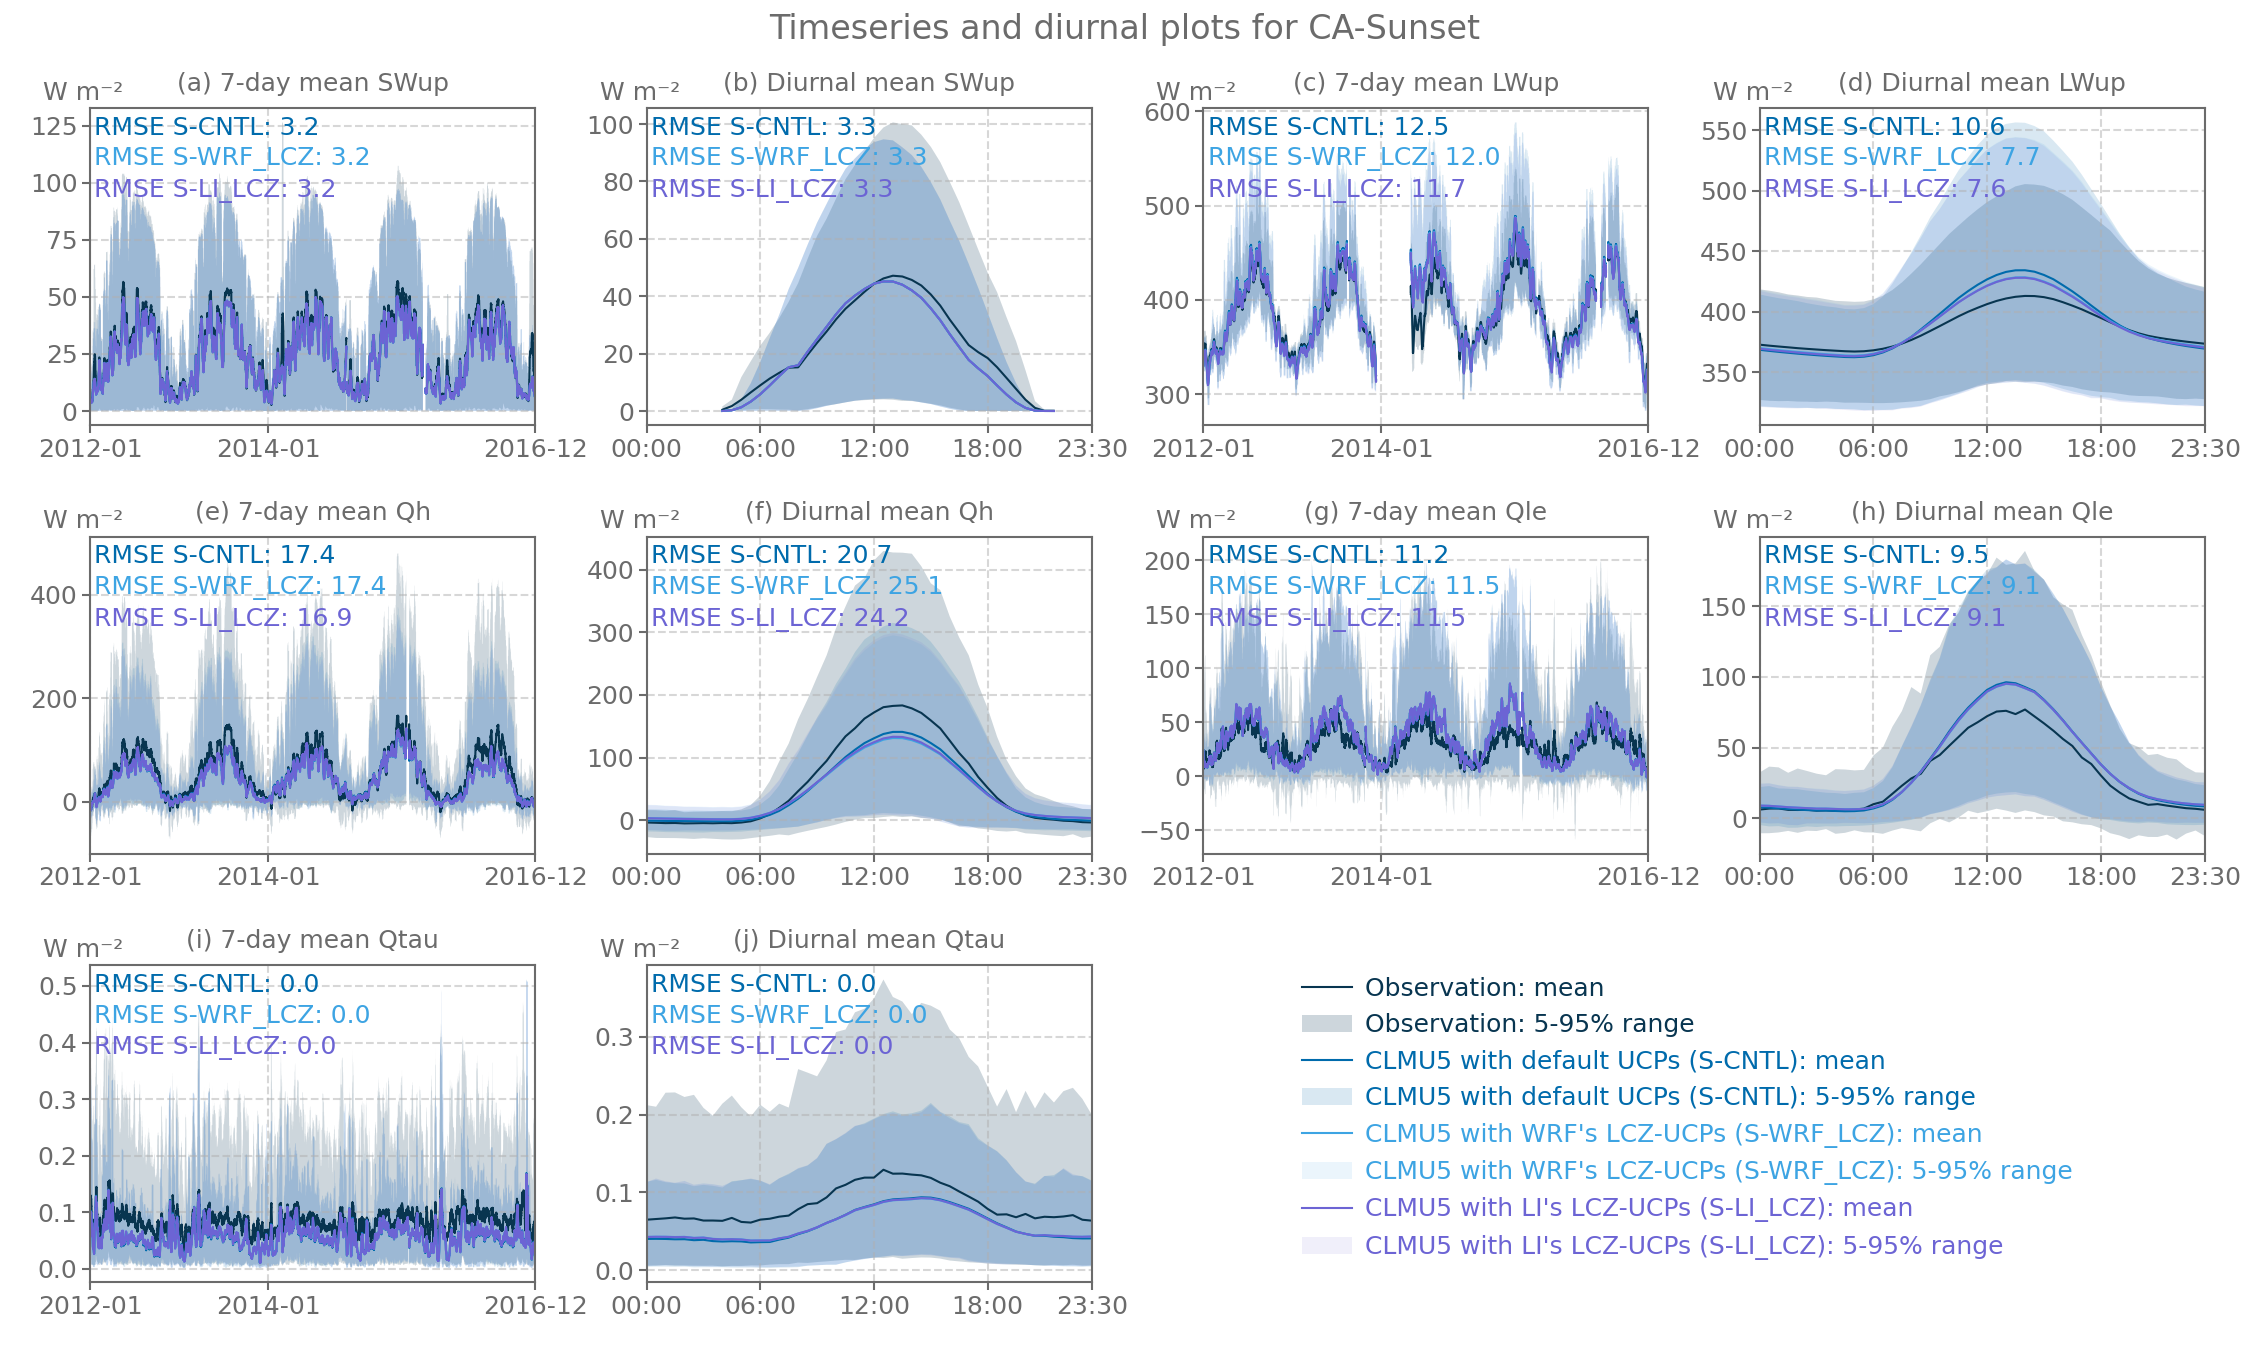 Timeseries and diurnal plots for CA-Sunset
W m⁻² (a) 7-day mean SWup
RMSE S-CNTL: 3.2
RMSE S-WRF_LCZ: 3.2
RMSE S-LI_LCZ: 3.2
125
100
75
50
25
0
2012-01 2014-01 2016-12
W m⁻² (b) Diurnal mean SWup
RMSE S-CNTL: 3.3
RMSE S-WRF_LCZ: 3.3
RMSE S-LI_LCZ: 3.3
100
80
60
40
20
0
00:00 06:00 12:00 18:00 23:30
W m⁻² (c) 7-day mean LWup
RMSE S-CNTL: 12.5
RMSE S-WRF_LCZ: 12.0
RMSE S-LI_LCZ: 11.7
600
500
400
300
2012-01 2014-01 2016-12
W m⁻² (d) Diurnal mean LWup
RMSE S-CNTL: 10.6
RMSE S-WRF_LCZ: 7.7
RMSE S-LI_LCZ: 7.6
550
500
450
400
350
00:00 06:00 12:00 18:00 23:30
W m⁻² (e) 7-day mean Qh
RMSE S-CNTL: 17.4
RMSE S-WRF_LCZ: 17.4
RMSE S-LI_LCZ: 16.9
400
200
0
2012-01 2014-01 2016-12
W m⁻² (f) Diurnal mean Qh
RMSE S-CNTL: 20.7
RMSE S-WRF_LCZ: 25.1
RMSE S-LI_LCZ: 24.2
400
300
200
100
0
00:00 06:00 12:00 18:00 23:30
W m⁻² (g) 7-day mean Qle
RMSE S-CNTL: 11.2
RMSE S-WRF_LCZ: 11.5
RMSE S-LI_LCZ: 11.5
200
150
100
50
0
−50
2012-01 2014-01 2016-12
W m⁻² (h) Diurnal mean Qle
RMSE S-CNTL: 9.5
RMSE S-WRF_LCZ: 9.1
RMSE S-LI_LCZ: 9.1
150
100
50
0
00:00 06:00 12:00 18:00 23:30
W m⁻² (i) 7-day mean Qtau
RMSE S-CNTL: 0.0
RMSE S-WRF_LCZ: 0.0
RMSE S-LI_LCZ: 0.0
0.5
0.4
0.3
0.2
0.1
0.0
2012-01 2014-01 2016-12
W m⁻² (j) Diurnal mean Qtau
RMSE S-CNTL: 0.0
RMSE S-WRF_LCZ: 0.0
RMSE S-LI_LCZ: 0.0
0.3
0.2
0.1
0.0
00:00 06:00 12:00 18:00 23:30
Observation: mean
Observation: 5-95% range
CLMU5 with default UCPs (S-CNTL): mean
CLMU5 with default UCPs (S-CNTL): 5-95% range
CLMU5 with WRF's LCZ-UCPs (S-WRF_LCZ): mean
CLMU5 with WRF's LCZ-UCPs (S-WRF_LCZ): 5-95% range
CLMU5 with LI's LCZ-UCPs (S-LI_LCZ): mean
CLMU5 with LI's LCZ-UCPs (S-LI_LCZ): 5-95% range